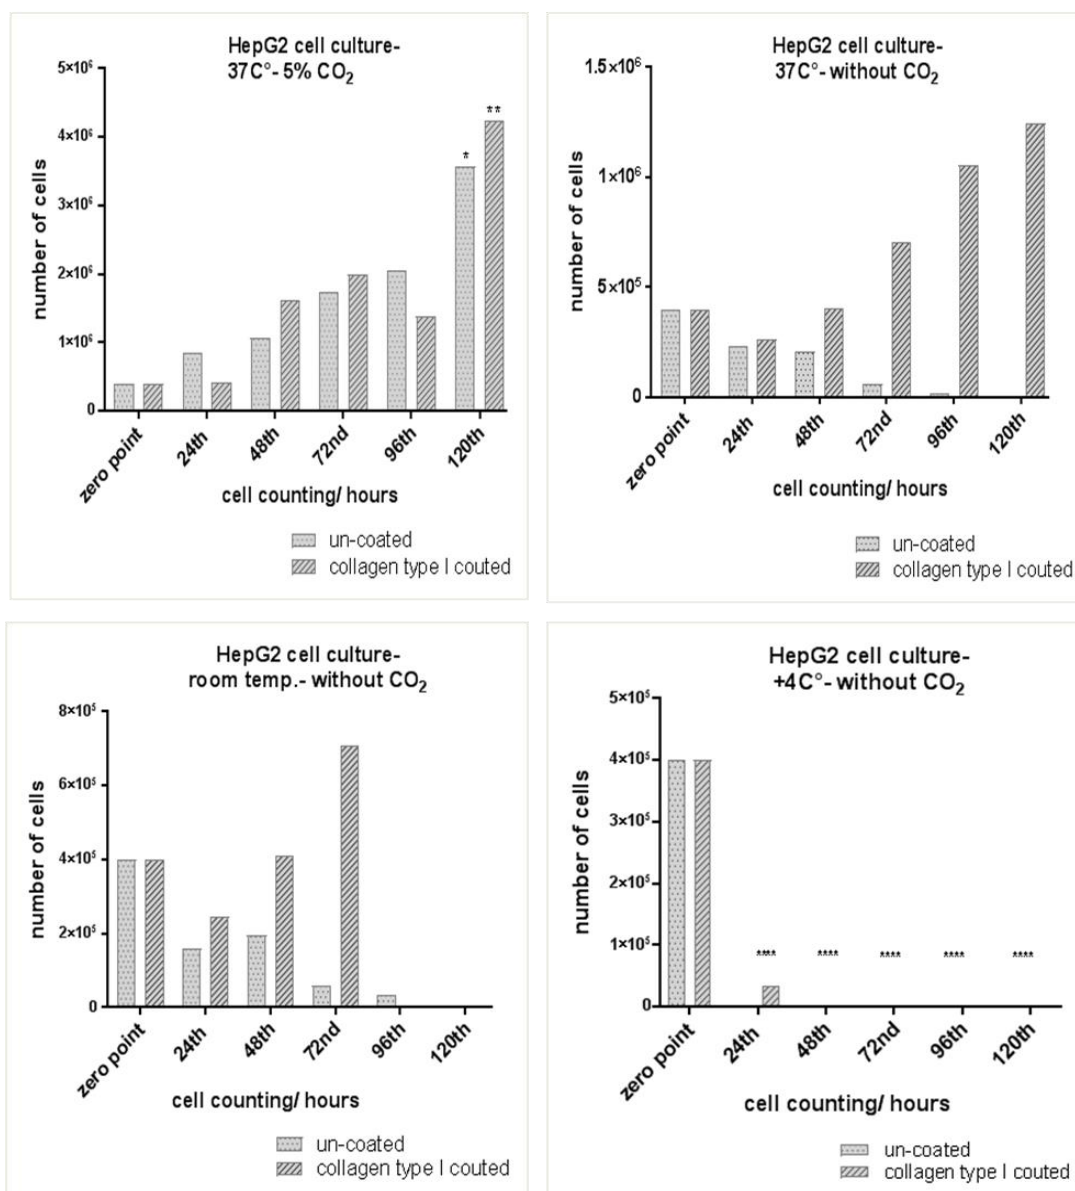 HepG2 cell culture-
37C°- 5% CO₂
5×10⁶
4×10⁶
3×10⁶
2×10⁶
1×10⁶
0
number of cells
*
**
zero point
24th
48th
72nd
96th
120th
cell counting/ hours
un-coated
collagen type I couted
HepG2 cell culture-
37C°- without CO₂
1.5×10⁶
1×10⁶
5×10⁵
0
number of cells
zero point
24th
48th
72nd
96th
120th
cell counting/ hours
un-coated
collagen type I couted
HepG2 cell culture-
room temp.- without CO₂
8×10⁵
6×10⁵
4×10⁵
2×10⁵
0
number of cells
zero point
24th
48th
72nd
96th
120th
cell counting/ hours
un-coated
collagen type I couted
HepG2 cell culture-
+4C°- without CO₂
5×10⁵
4×10⁵
3×10⁵
2×10⁵
1×10⁵
0
number of cells
****
****
****
****
****
zero point
24th
48th
72nd
96th
120th
cell counting/ hours
un-coated
collagen type I couted